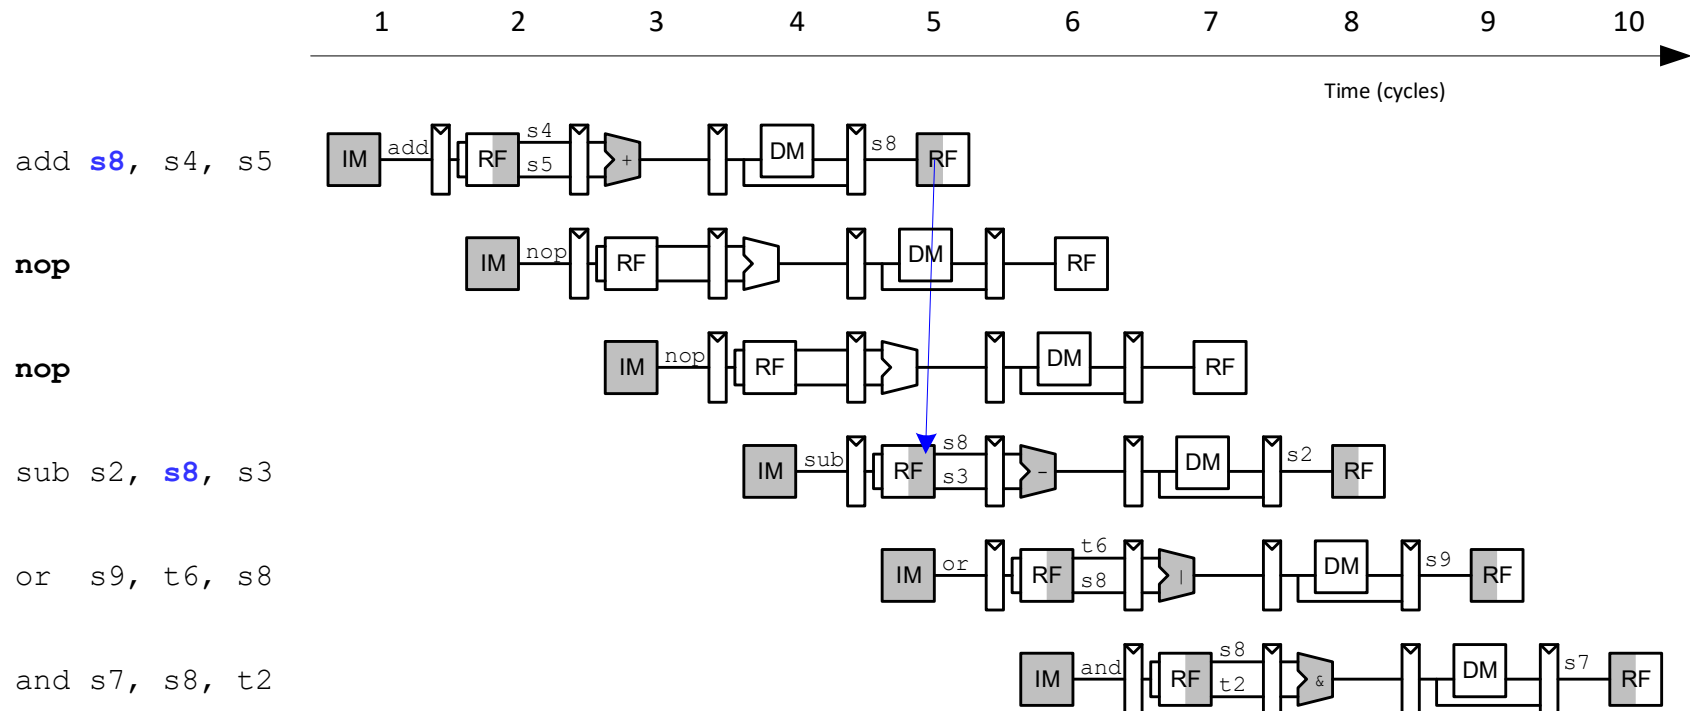 1 2 3 4 5 6 7 8 9 10
Time (cycles)
add s8, s4, s5 IM add RF s4 s5 + DM s8 RF
nop IM nop RF DM RF
nop IM nop RF DM RF
sub s2, s8, s3 IM sub RF s8 s3 - DM s2 RF
or s9, t6, s8 IM or RF t6 s8 | DM s9 RF
and s7, s8, t2 IM and RF s8 t2 & DM s7 RF